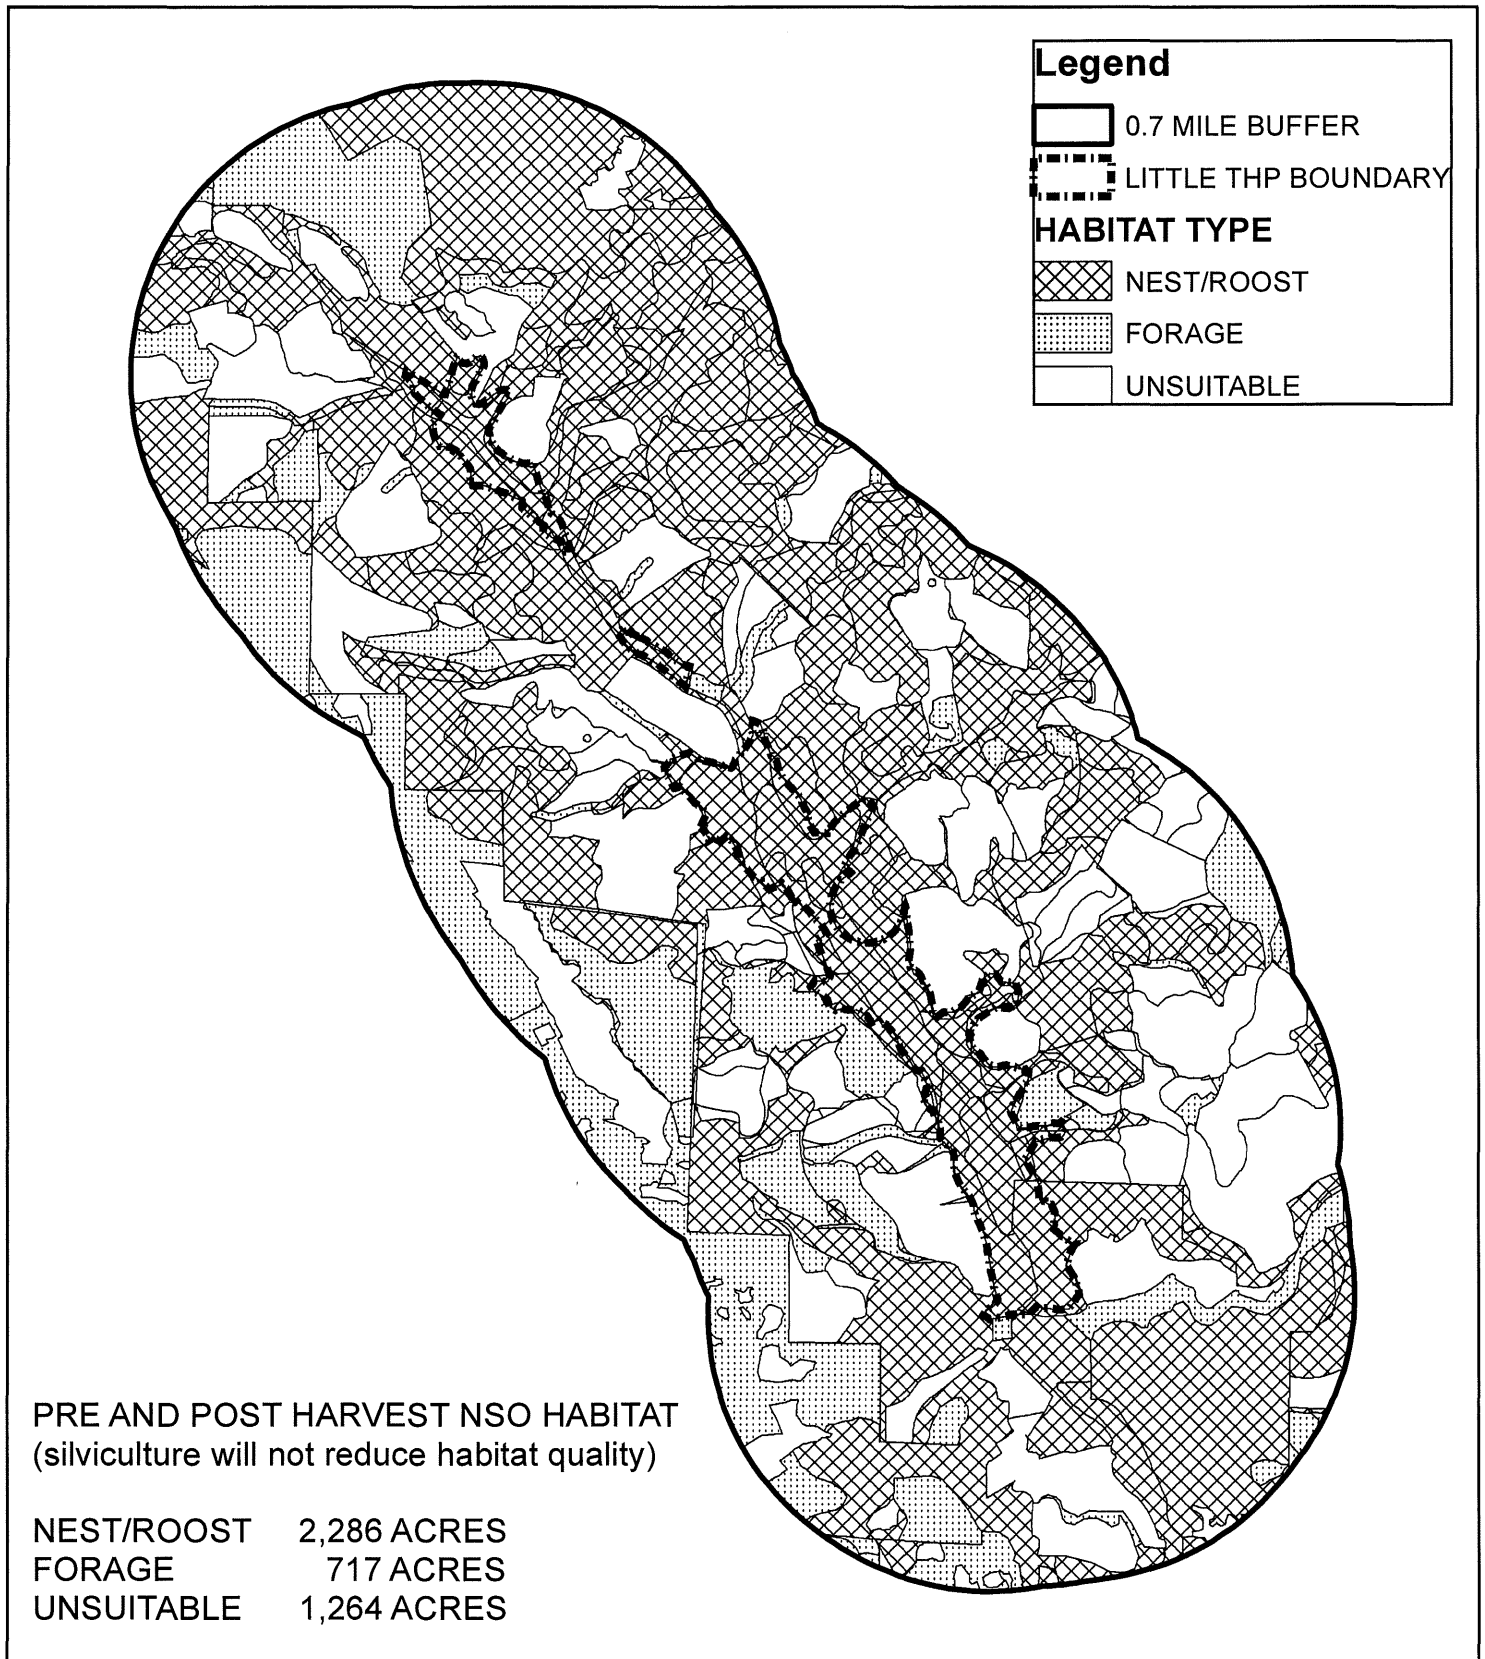 Legend
0.7 MILE BUFFER
LITTLE THP BOUNDARY
HABITAT TYPE
NEST/ROOST
FORAGE
UNSUITABLE
PRE AND POST HARVEST NSO HABITAT
(silviculture will not reduce habitat quality)
NEST/ROOST 2,286 ACRES
FORAGE 717 ACRES
UNSUITABLE 1,264 ACRES